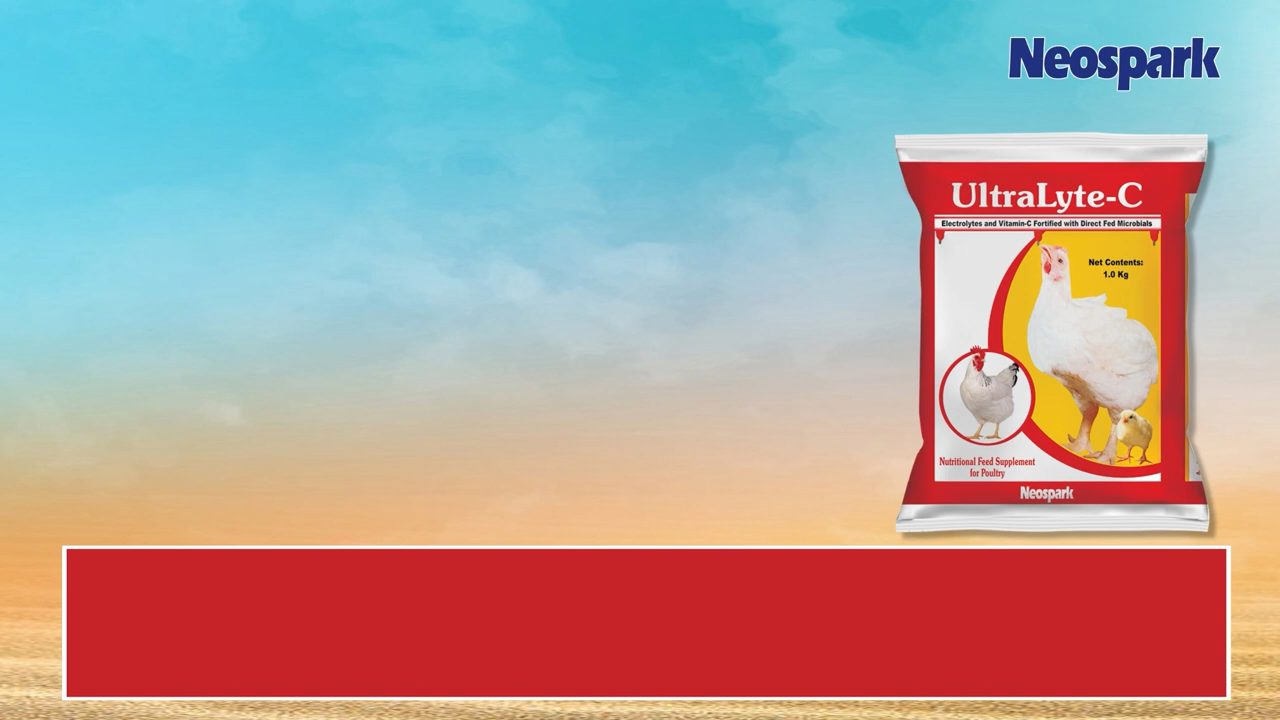 Neospark
UltraLyte-C
Electrolytes and Vitamin-C Fortified with Direct Fed Microbials
Net Contents:
1.0 Kg
Nutritional Feed Supplement
for Poultry
Neospark